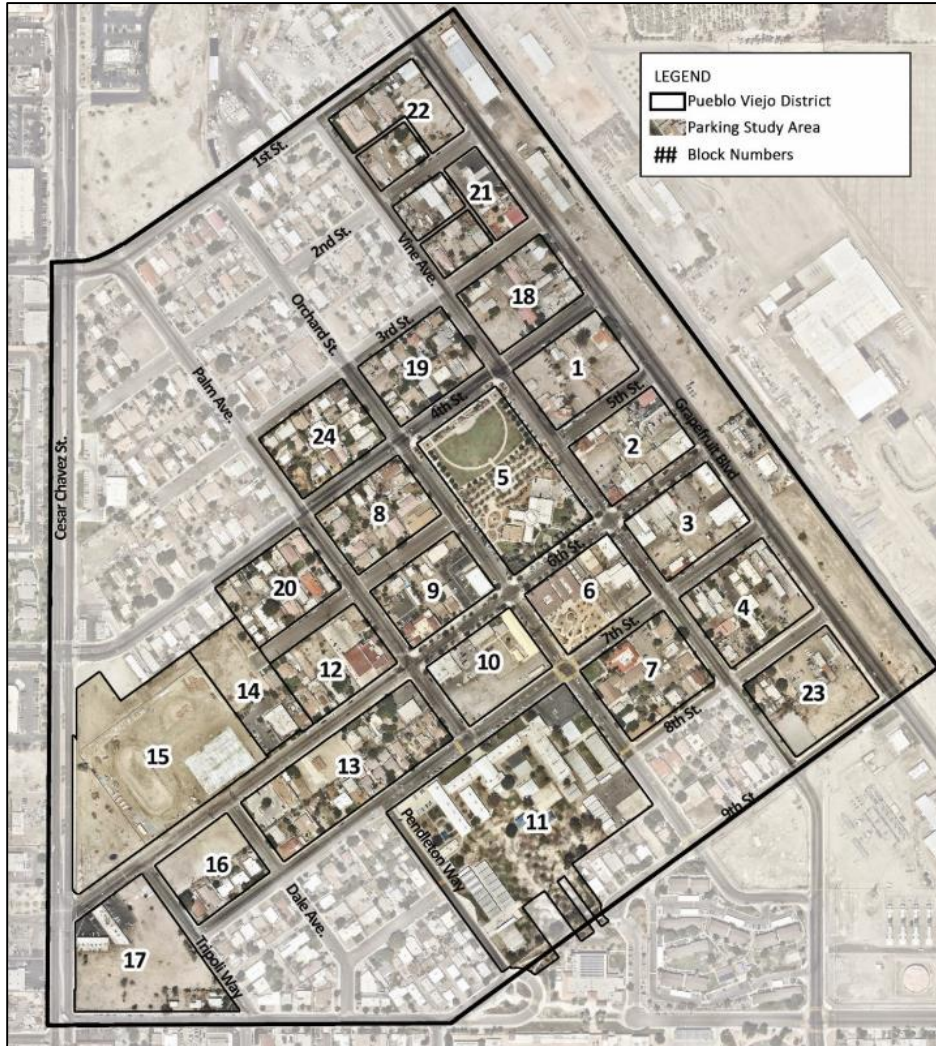 LEGEND
Pueblo Viejo District
Parking Study Area
## Block Numbers
22
1st St.
21
2nd St.
Vine Ave.
18
Orchard St.
3rd St.
1
19
5th St.
Palm Ave.
4th St.
Grapefruit Blvd
24
2
5
Cesar Chavez St.
8
3
6th St.
20
9
6
4
7th St.
12
10
7
14
23
8th St.
15
13
9th St.
11
Pendleton Way
16
Dale Ave.
17
Tripoli Way